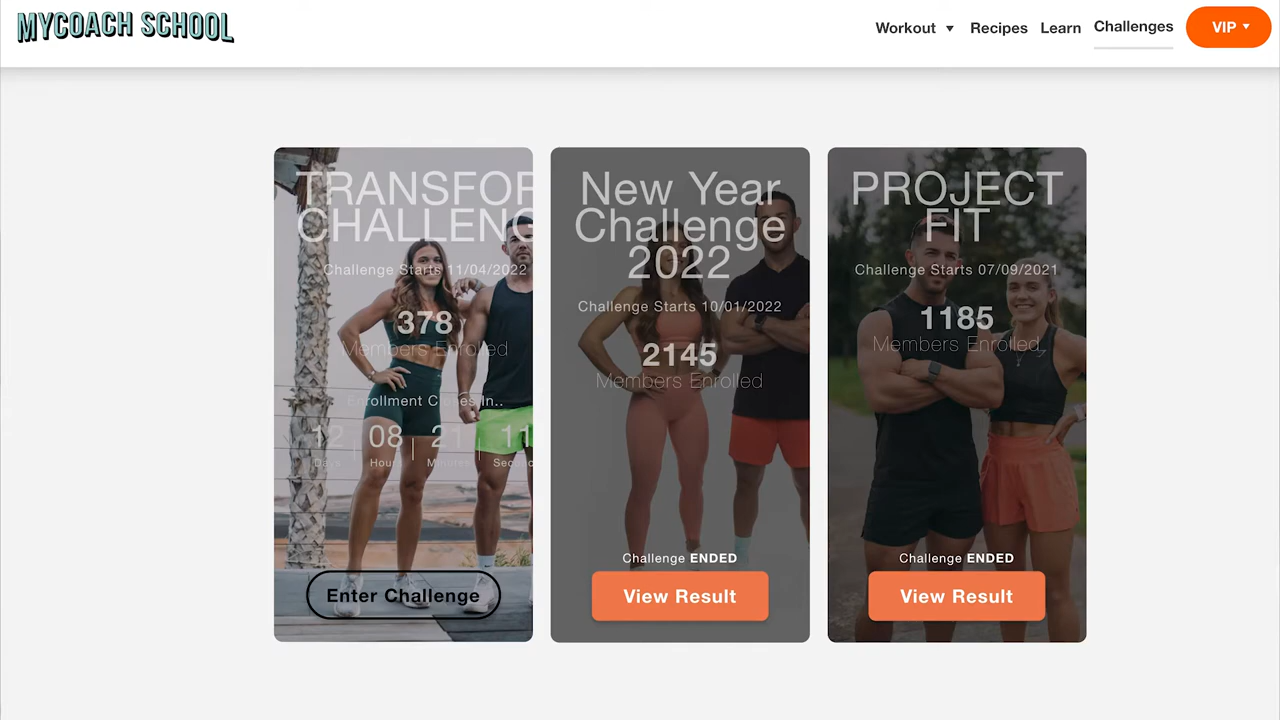 MYCOACH SCHOOL
Workout
Recipes
Learn
Challenges
VIP
TRANSFOR
CHALLENG
Challenge Starts 11/04/2022
378
Members Enrolled
Enrollment Closes In..
12 08 21 11
Days Hours Minutes Seconds
Enter Challenge
New Year
Challenge
2022
Challenge Starts 10/01/2022
2145
Members Enrolled
Challenge ENDED
View Result
PROJECT
FIT
Challenge Starts 07/09/2021
1185
Members Enrolled
Challenge ENDED
View Result